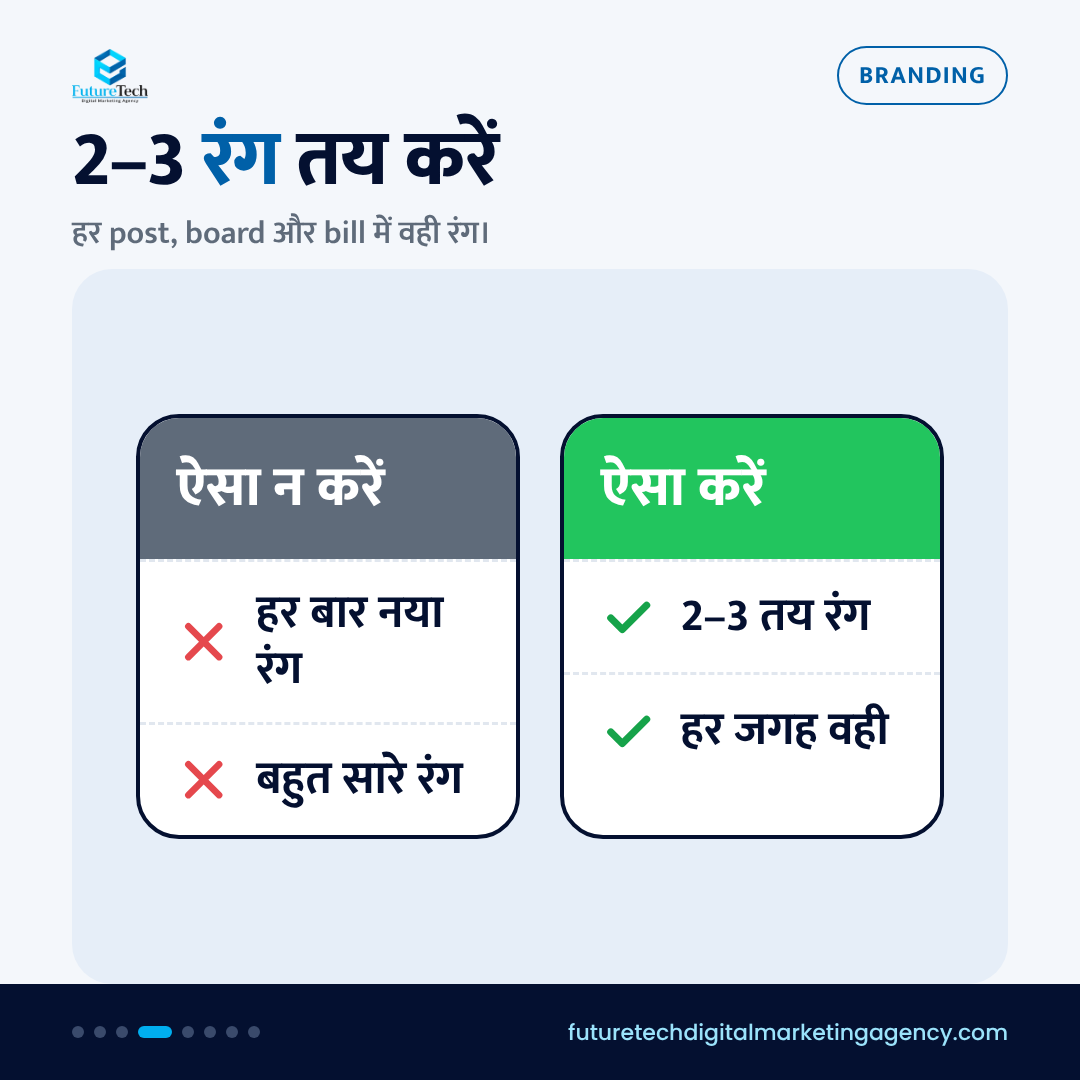 FutureTech
Digital Marketing Agency
BRANDING
2–3 रंग तय करें
हर post, board और bill में वही रंग।
ऐसा न करें
हर बार नया
रंग
बहुत सारे रंग
ऐसा करें
2–3 तय रंग
हर जगह वही
futuretechdigitalmarketingagency.com